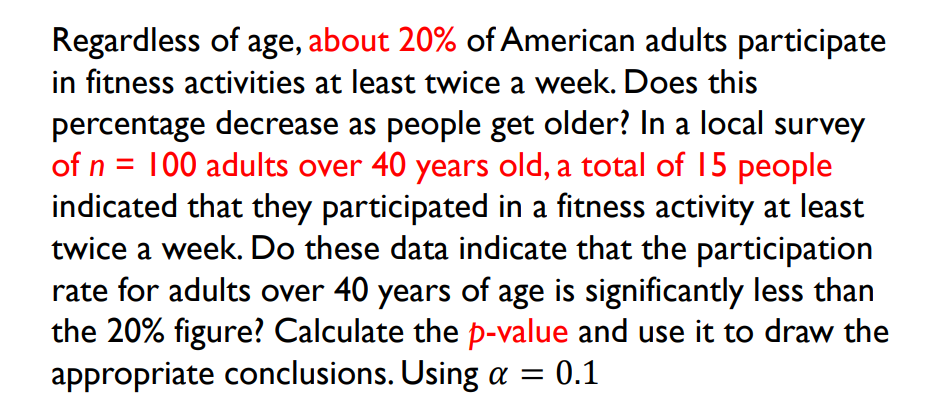 Regardless of age, about 20% of American adults participate
in fitness activities at least twice a week. Does this
percentage decrease as people get older? In a local survey
of n = 100 adults over 40 years old, a total of 15 people
indicated that they participated in a fitness activity at least
twice a week. Do these data indicate that the participation
rate for adults over 40 years of age is significantly less than
the 20% figure? Calculate the p-value and use it to draw the
appropriate conclusions. Using α = 0.1